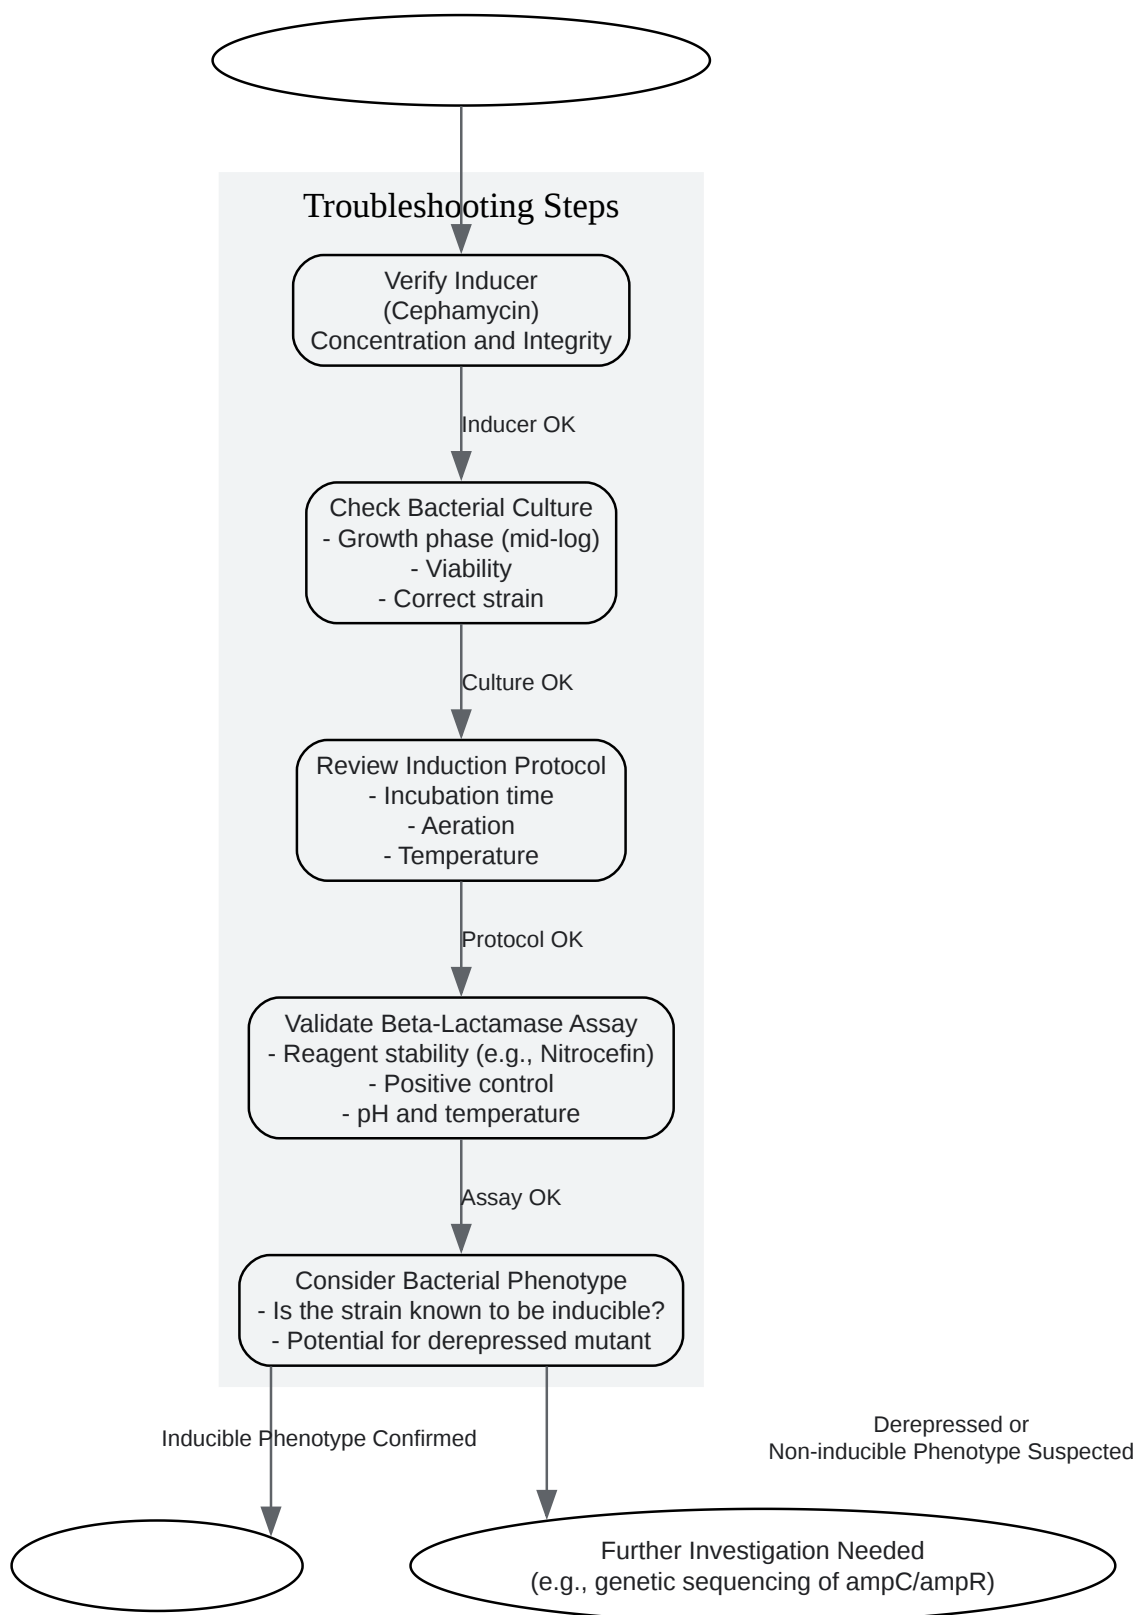 Troubleshooting Steps
Verify Inducer
(Cephamycin)
Concentration and Integrity
Inducer OK
Check Bacterial Culture
- Growth phase (mid-log)
- Viability
- Correct strain
Culture OK
Review Induction Protocol
- Incubation time
- Aeration
- Temperature
Protocol OK
Validate Beta-Lactamase Assay
- Reagent stability (e.g., Nitrocefin)
- Positive control
- pH and temperature
Assay OK
Consider Bacterial Phenotype
- Is the strain known to be inducible?
- Potential for derepressed mutant
Inducible Phenotype Confirmed
Derepressed or
Non-inducible Phenotype Suspected
Further Investigation Needed
(e.g., genetic sequencing of ampC/ampR)